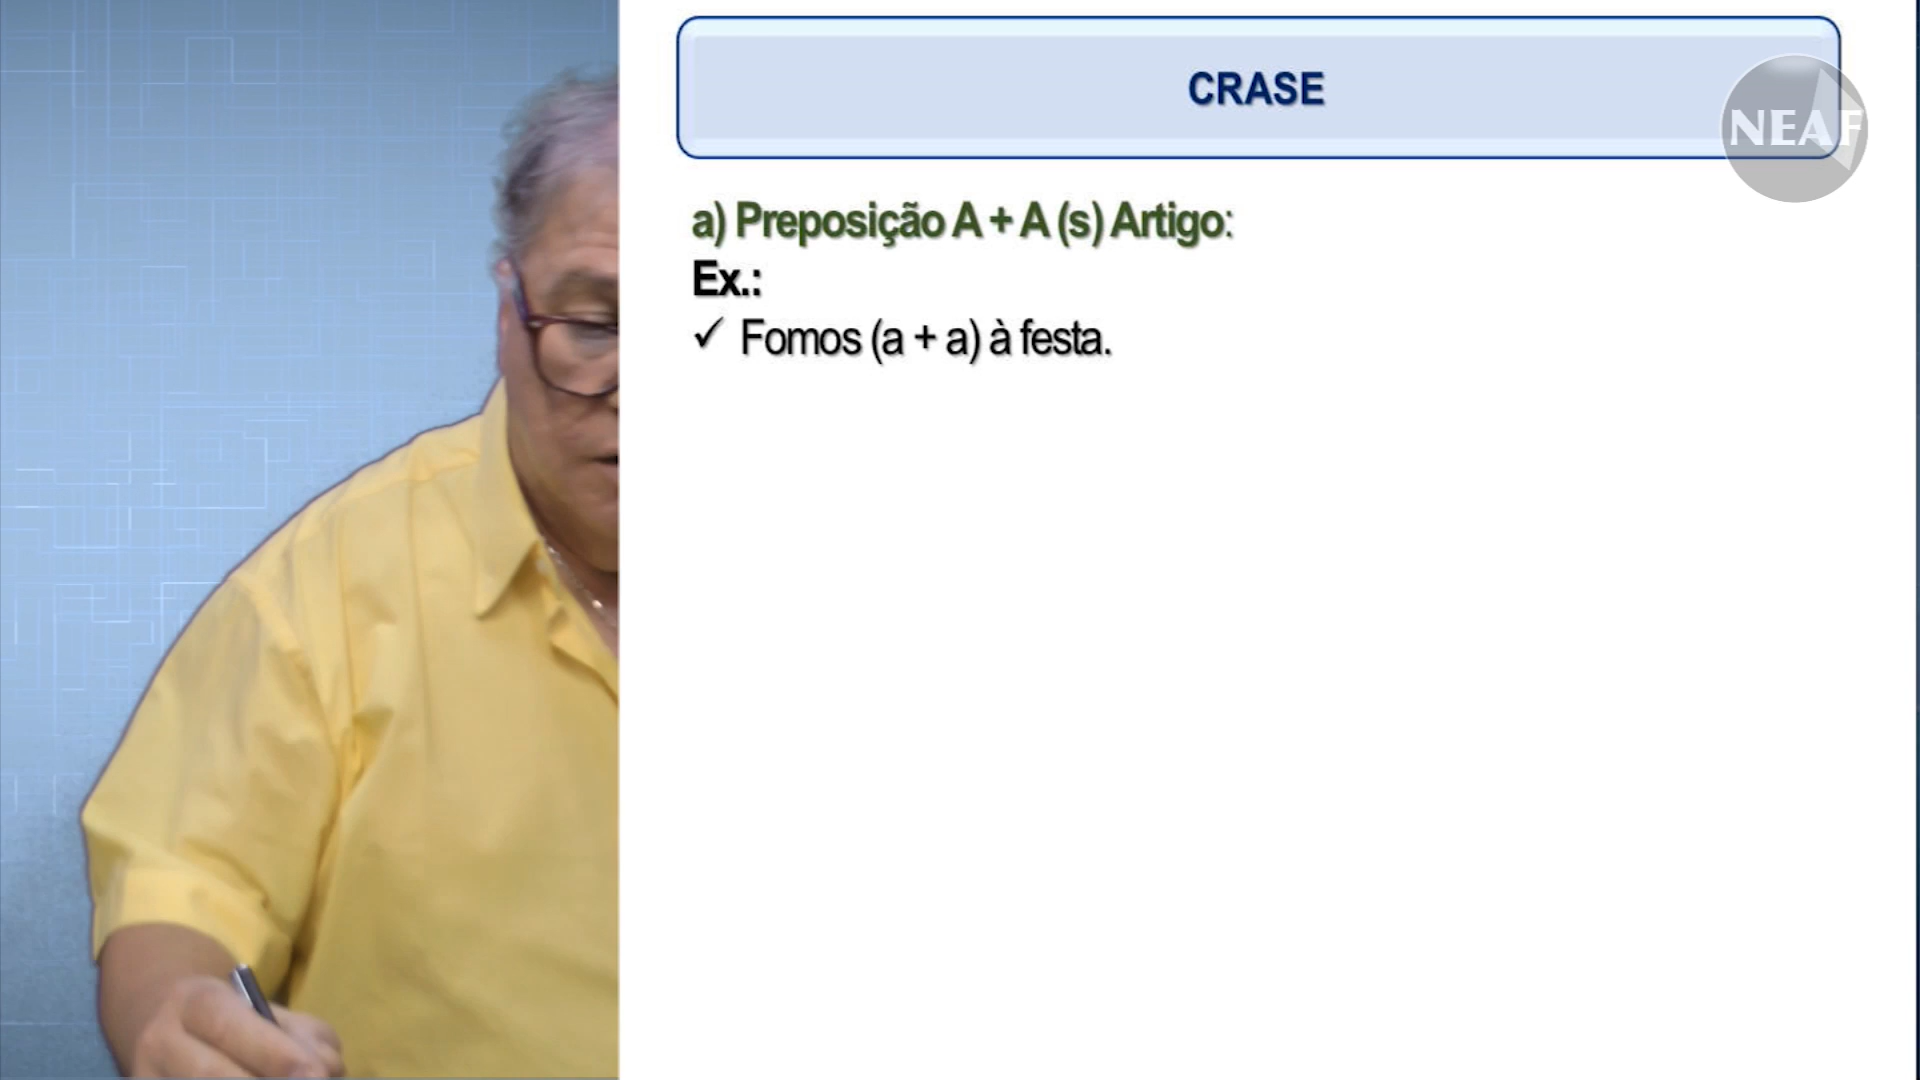 CRASE
NEAF
a) Preposição A + A (s) Artigo:
Ex.:
✓ Fomos (a + a) à festa.